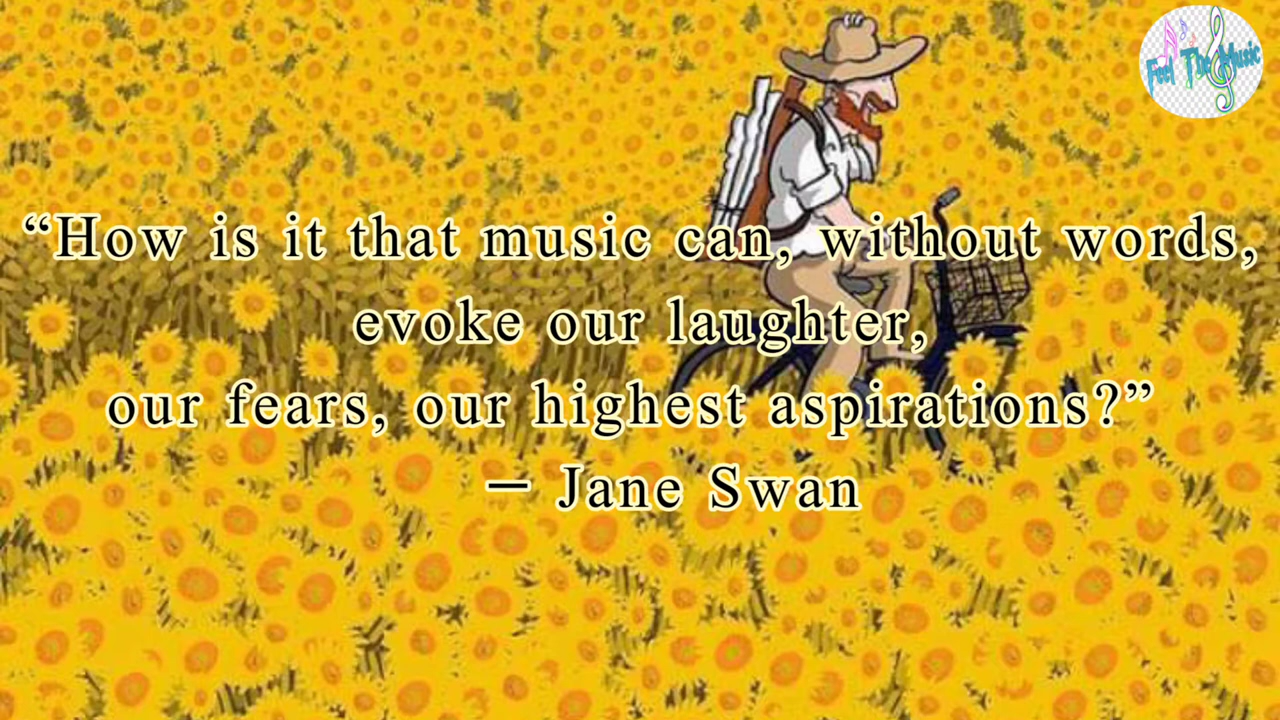 Feel The Music
“How is it that music can, without words,
evoke our laughter,
our fears, our highest aspirations?”
— Jane Swan